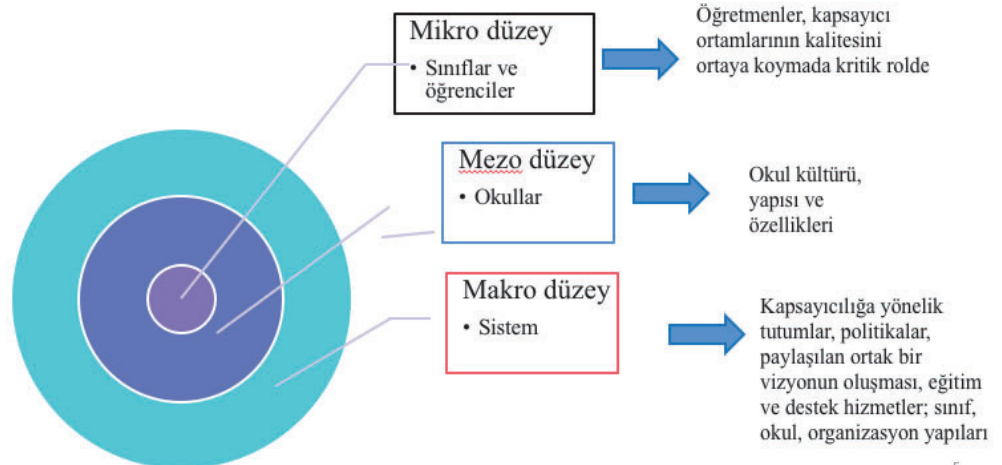 Mikro düzey
• Sınıflar ve
öğrenciler
Öğretmenler, kapsayıcı
ortamlarının kalitesini
ortaya koymada kritik rolde
Mezo düzey
• Okullar
Okul kültürü,
yapısı ve
özellikleri
Makro düzey
• Sistem
Kapsayıcılığa yönelik
tutumlar, politikalar,
paylaşılan ortak bir
vizyonun oluşması, eğitim
ve destek hizmetler; sınıf,
okul, organizasyon yapıları